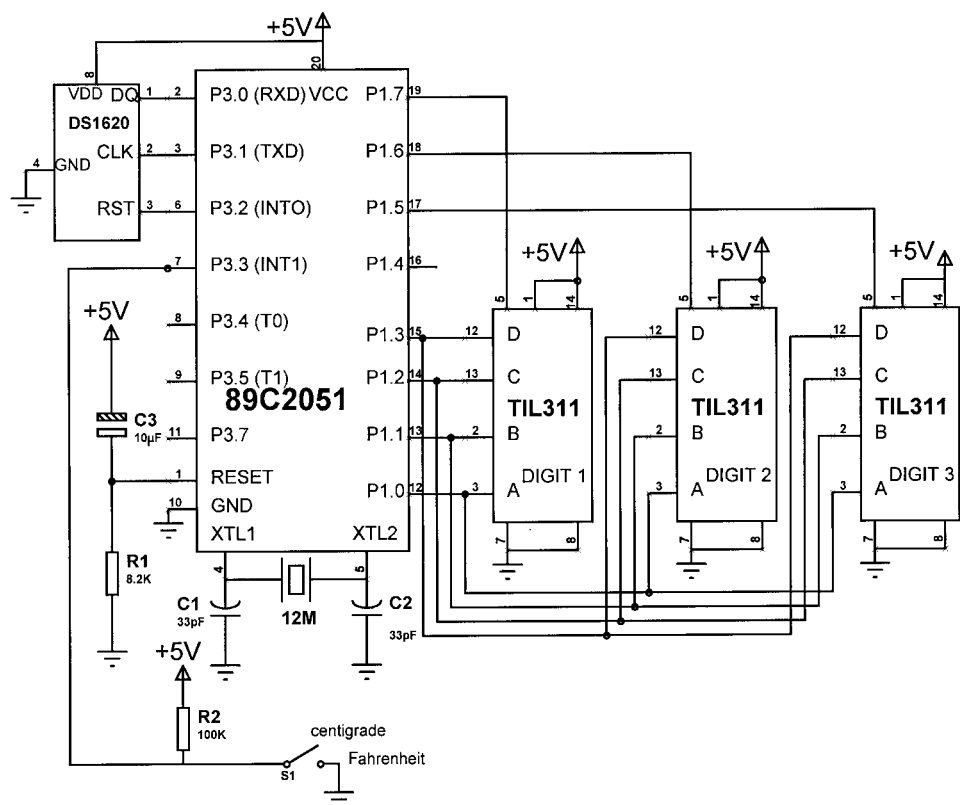 +5V
8
20
VDD DQ 1 2 P3.0 (RXD) VCC P1.7 19
DS1620
CLK 2 3 P3.1 (TXD) P1.6 18
4 GND
RST 3 6 P3.2 (INTO) P1.5 17
7 P3.3 (INT1) P1.4 16
+5V
8 P3.4 (T0)
9 P3.5 (T1)
89C2051
C3
10µF
11 P3.7
1 RESET
10 GND
P1.3 15
P1.2 14
P1.1 13
P1.0 12
XTL1 XTL2
4 5
R1
8.2K
C1
33pF
12M
C2
33pF
+5V
5 1 14
12 D
13 C
TIL311
2 B
3 A DIGIT 1
7 8
+5V
5 1 14
12 D
13 C
TIL311
2 B
3 A DIGIT 2
7 8
+5V
5 1 14
12 D
13 C
TIL311
2 B
3 A DIGIT 3
7 8
+5V
R2
100K
centigrade
Fahrenheit
S1